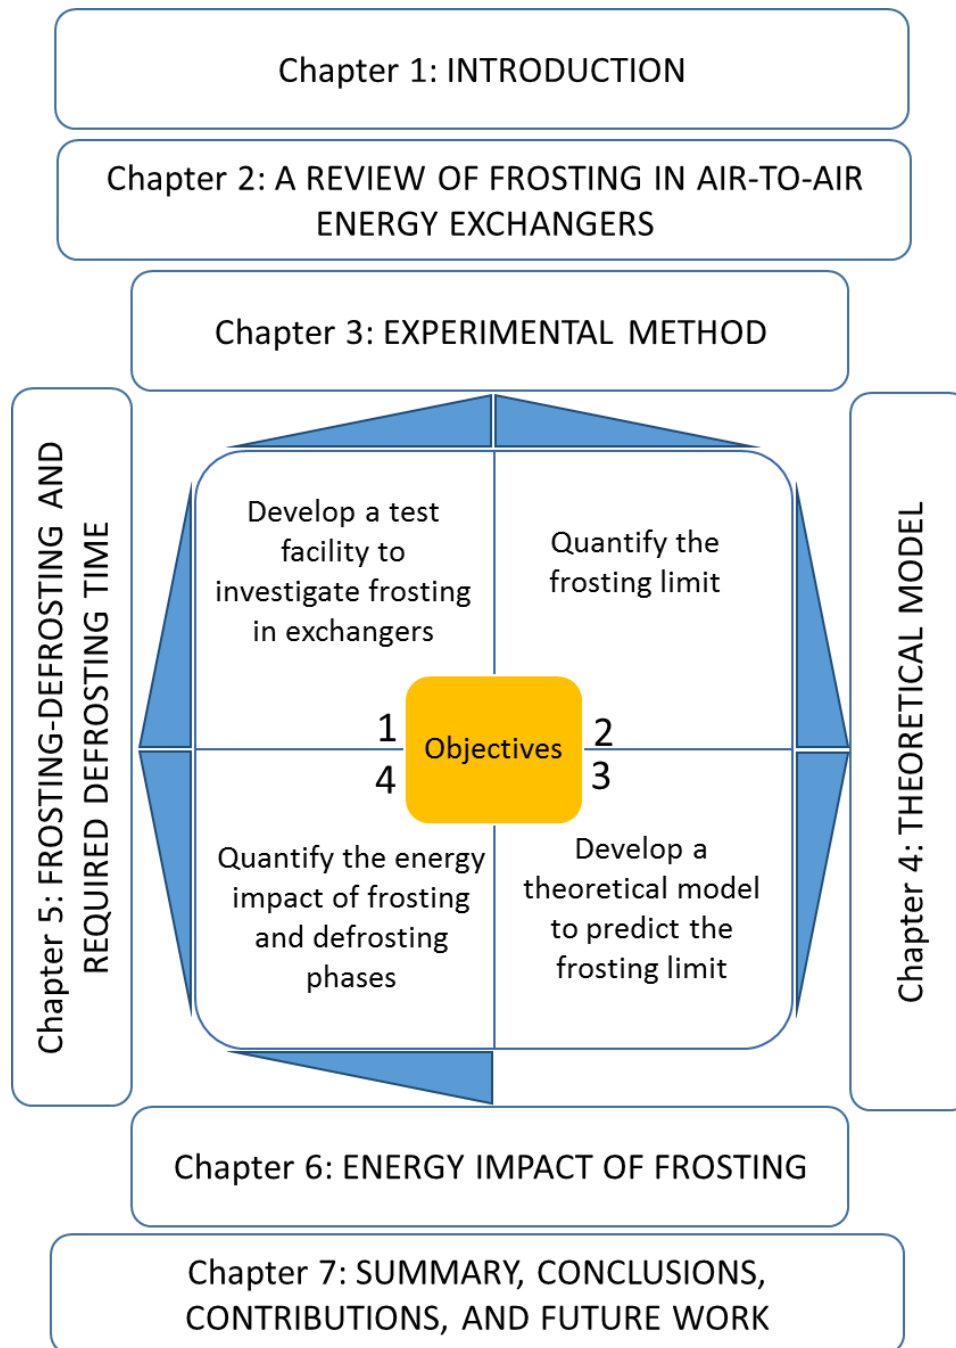 Chapter 1: INTRODUCTION
Chapter 2: A REVIEW OF FROSTING IN AIR-TO-AIR
ENERGY EXCHANGERS
Chapter 3: EXPERIMENTAL METHOD
Chapter 5: FROSTING-DEFROSTING AND
REQUIRED DEFROSTING TIME
Develop a test
facility to
investigate frosting
in exchangers
1
Quantify the
frosting limit
2
Objectives
4
Quantify the energy
impact of frosting
and defrosting
phases
3
Develop a
theoretical model
to predict the
frosting limit
Chapter 4: THEORETICAL MODEL
Chapter 6: ENERGY IMPACT OF FROSTING
Chapter 7: SUMMARY, CONCLUSIONS,
CONTRIBUTIONS, AND FUTURE WORK